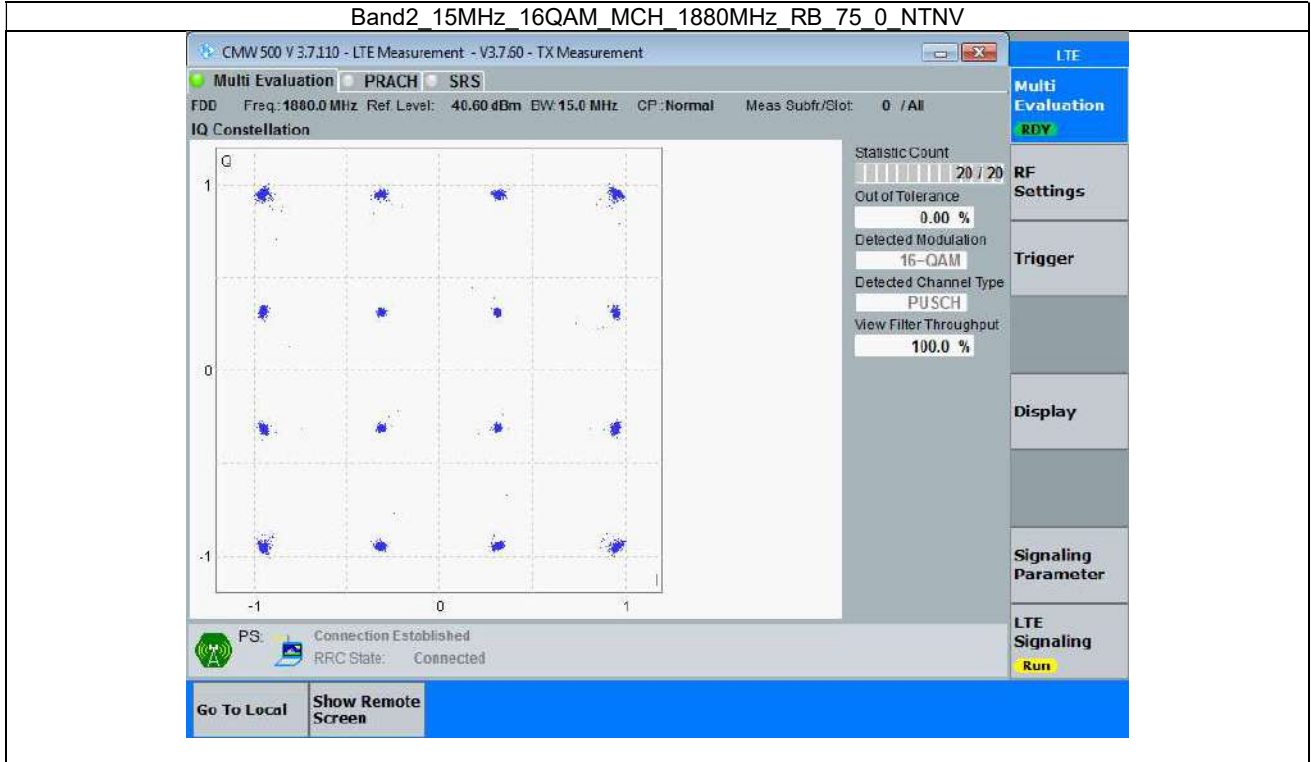 Band2_15MHz_16QAM_MCH_1880MHz_RB_75_0_NTNV
CMW 500 V 3.7.110 - LTE Measurement - V3.7.60 - TX Measurement
LTE
Multi Evaluation PRACH SRS
Multi
Evaluation
RDY
FDD Freq.: 1880.0 MHz Ref. Level: 40.60 dBm BW: 15.0 MHz CP: Normal Meas Subfr/Slot: 0 / All
IQ Constellation
Q
1
0
-1
-1 0 1
I
Statistic Count
20 / 20
Out of Tolerance
0.00 %
Detected Modulation
16-QAM
Detected Channel Type
PUSCH
View Filter Throughput
100.0 %
RF
Settings
Trigger
Display
Signaling
Parameter
LTE
Signaling
Run
PS: Connection Established
RRC State: Connected
Go To Local
Show Remote
Screen